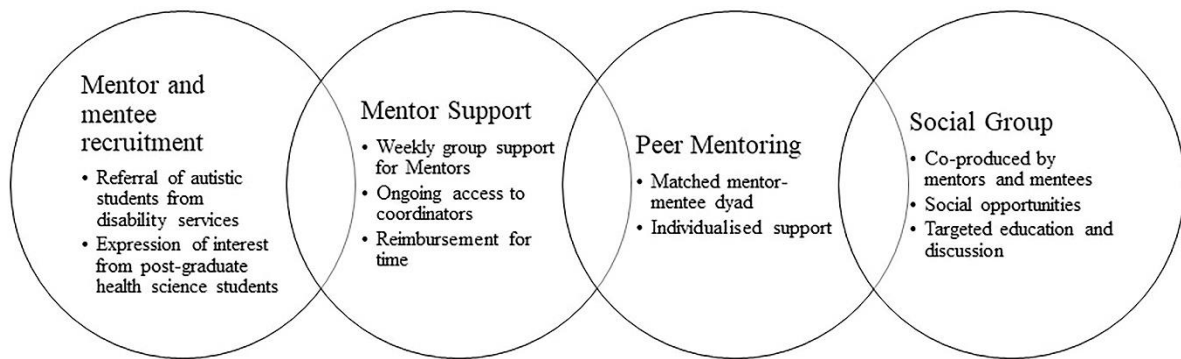 Mentor and
mentee
recruitment
• Referral of autistic
students from
disability services
• Expression of interest
from post-graduate
health science students
Mentor Support
• Weekly group support
for Mentors
• Ongoing access to
coordinators
• Reimbursement for
time
Peer Mentoring
• Matched mentor-
mentee dyad
• Individualised support
Social Group
• Co-produced by
mentors and mentees
• Social opportunities
• Targeted education and
discussion